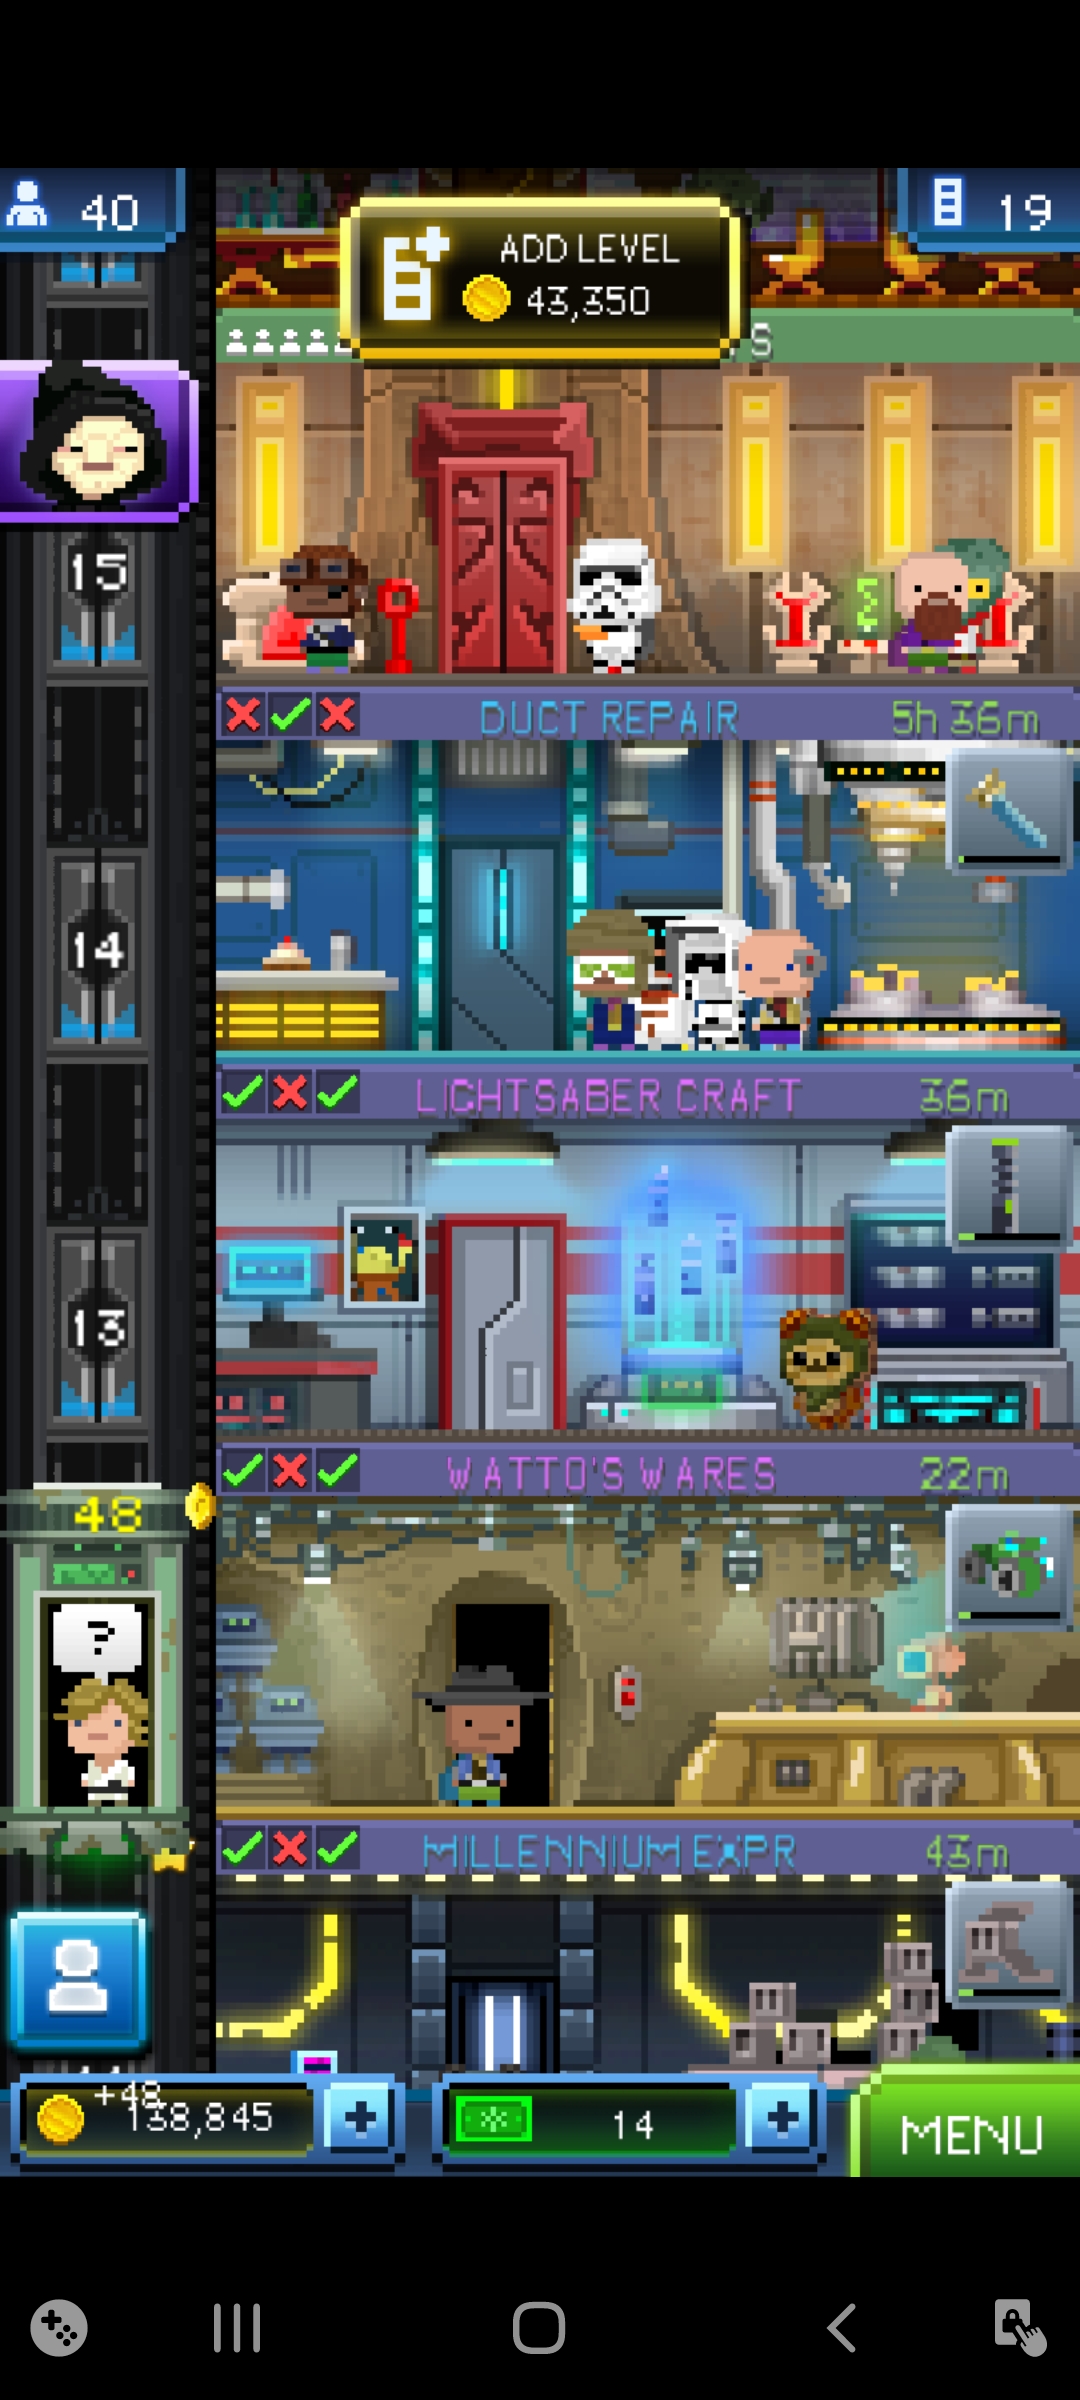 40
ADD LEVEL
43,350
19
S
15
DUCT REPAIR 5h 36m
14
LIGHTSABER CRAFT 36m
13
WATTO'S WARES 22m
48
?
MILLENNIUM EXPR 43m
+48
138,845
14
MENU